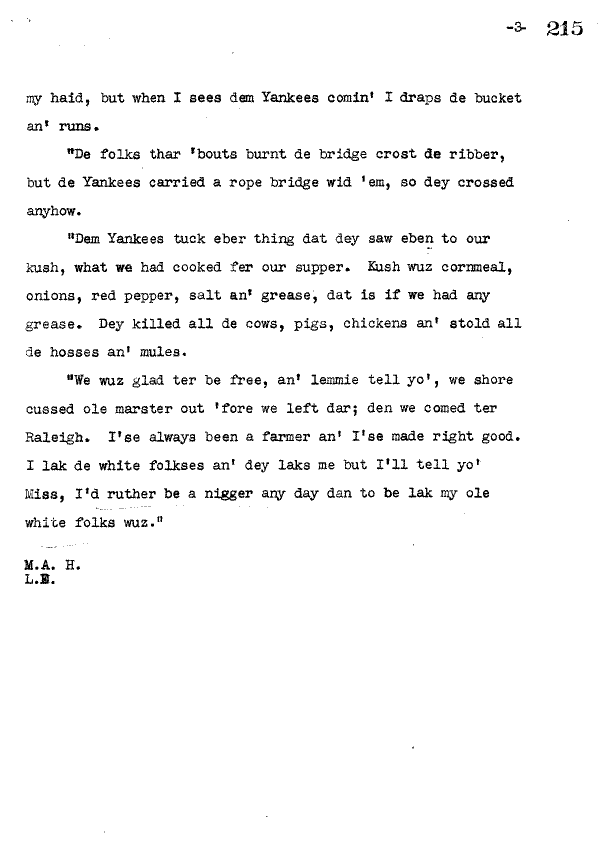 -3- 215
my haid, but when I sees dem Yankees comin' I draps de bucket
an' runs.
"De folks thar 'bouts burnt de bridge crost de ribber,
but de Yankees carried a rope bridge wid 'em, so dey crossed
anyhow.
"Dem Yankees tuck eber thing dat dey saw eben to our
kush, what we had cooked fer our supper. Kush wuz cornmeal,
onions, red pepper, salt an' grease, dat is if we had any
grease. Dey killed all de cows, pigs, chickens an' stold all
de hosses an' mules.
"We wuz glad ter be free, an' lemmie tell yo', we shore
cussed ole marster out 'fore we left dar; den we comed ter
Raleigh. I'se always been a farmer an' I'se made right good.
I lak de white folkses an' dey laks me but I'll tell yo'
Miss, I'd ruther be a nigger any day dan to be lak my ole
white folks wuz."
M.A. H.
L.E.